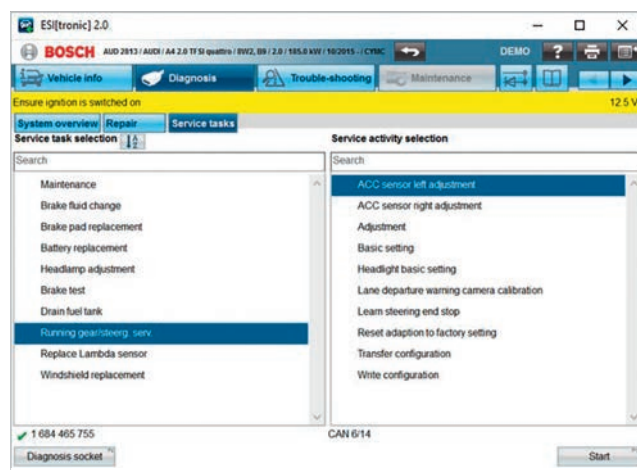 ESI[tronic] 2.0
BOSCH AUD 2813 / AUDI / A4 2.0 TFSI quattro / 8W2, B9 / 2.0 / 185.0 kW / 10/2015 - / CYMC DEMO ?
Vehicle info Diagnosis Trouble-shooting Maintenance
Ensure ignition is switched on 12.5 V
System overview Repair Service tasks
Service task selection Service activity selection
Search Search
Maintenance ACC sensor left adjustment
Brake fluid change ACC sensor right adjustment
Brake pad replacement Adjustment
Battery replacement Basic setting
Headlamp adjustment Headlight basic setting
Brake test Lane departure warning camera calibration
Drain fuel tank Learn steering end stop
Running gear/steerg. serv. Reset adaption to factory setting
Replace Lambda sensor Transfer configuration
Windshield replacement Write configuration
1 684 465 755 CAN 6/14
Diagnosis socket Start